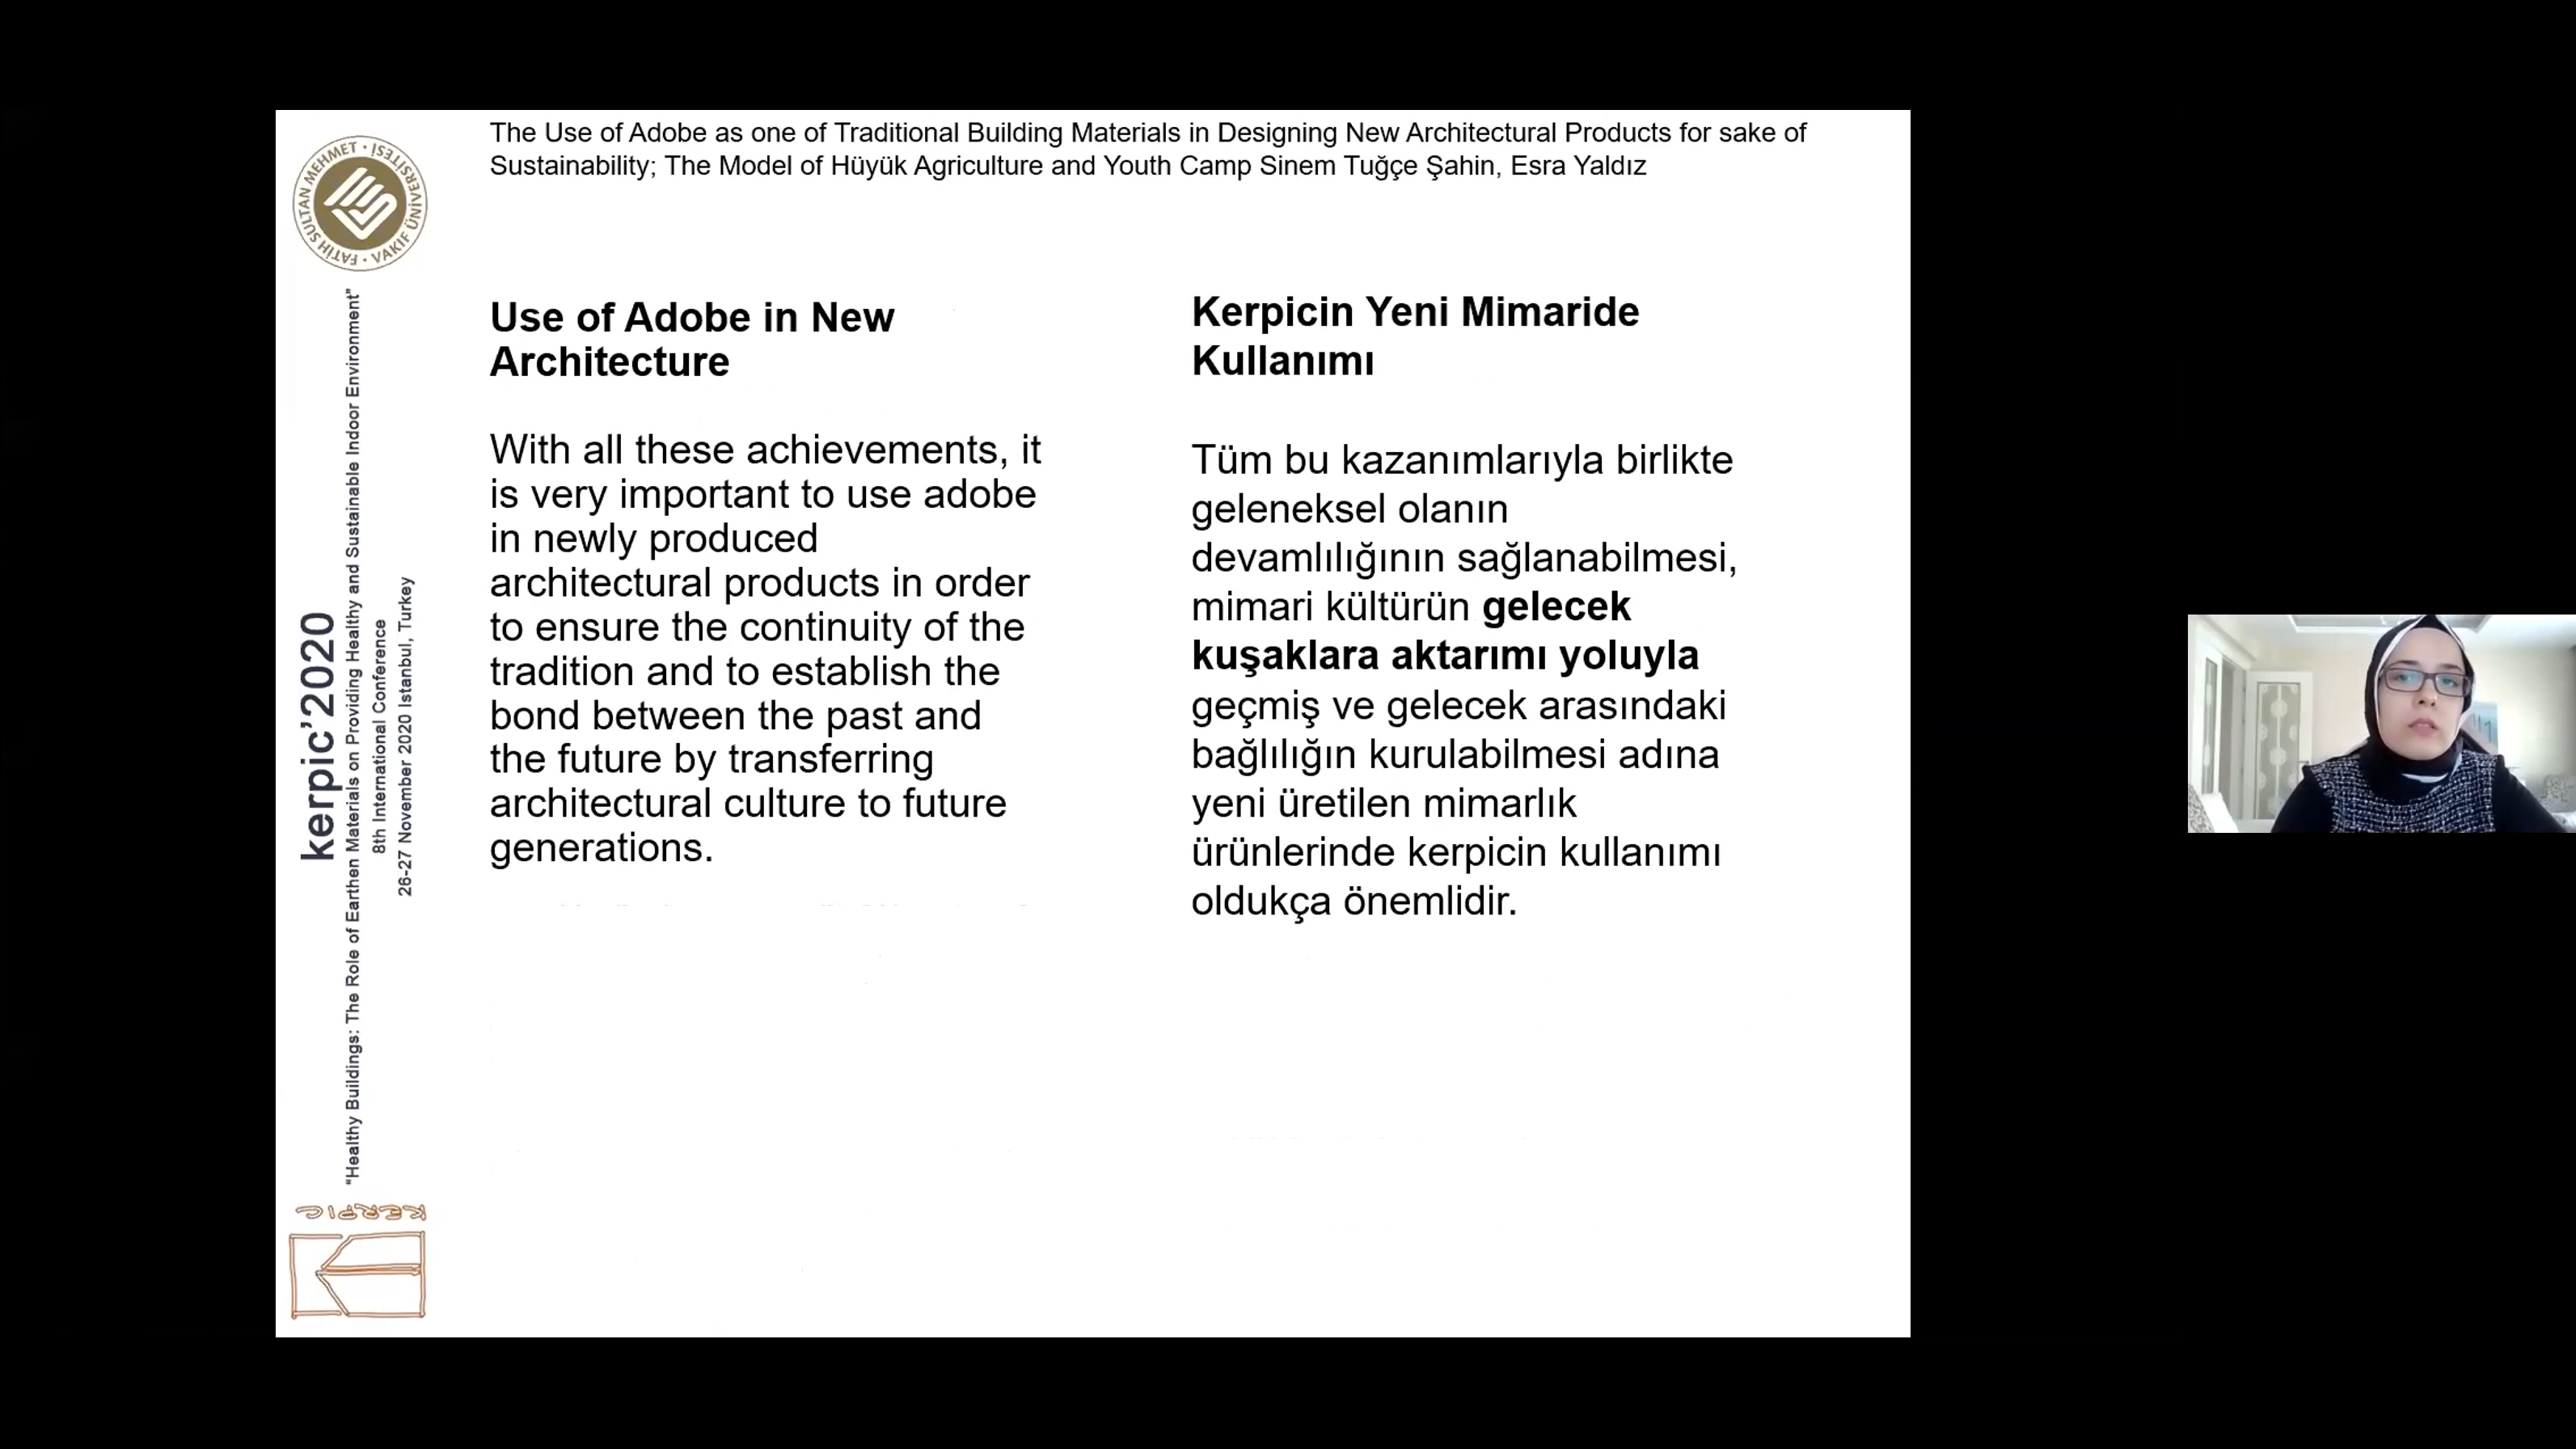 The Use of Adobe as one of Traditional Building Materials in Designing New Architectural Products for sake of
Sustainability; The Model of Hüyük Agriculture and Youth Camp Sinem Tuğçe Şahin, Esra Yaldız
FATİH SULTAN MEHMET · VAKIF ÜNİVERSİTESİ ·
kerpic’2020
“Healthy Buildings: The Role of Earthen Materials on Providing Healthy and Sustainable Indoor Environment”
8th International Conference
26-27 November 2020 Istanbul, Turkey
KERPIC
Use of Adobe in New
Architecture
With all these achievements, it
is very important to use adobe
in newly produced
architectural products in order
to ensure the continuity of the
tradition and to establish the
bond between the past and
the future by transferring
architectural culture to future
generations.
Kerpicin Yeni Mimaride
Kullanımı
Tüm bu kazanımlarıyla birlikte
geleneksel olanın
devamlılığının sağlanabilmesi,
mimari kültürün gelecek
kuşaklara aktarımı yoluyla
geçmiş ve gelecek arasındaki
bağlılığın kurulabilmesi adına
yeni üretilen mimarlık
ürünlerinde kerpicin kullanımı
oldukça önemlidir.